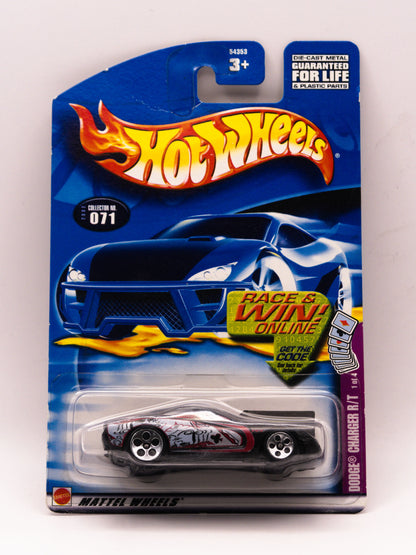 54353
3+
DIE-CAST METAL
GUARANTEED
FOR LIFE
& PLASTIC PARTS
HOT WHEELS
®
COLLECTOR NO.
071
RACE &
WIN!
ONLINE
GET THE
CODE!
DODGE® CHARGER R/T 1 of 4
MATTEL
MATTEL WHEELS